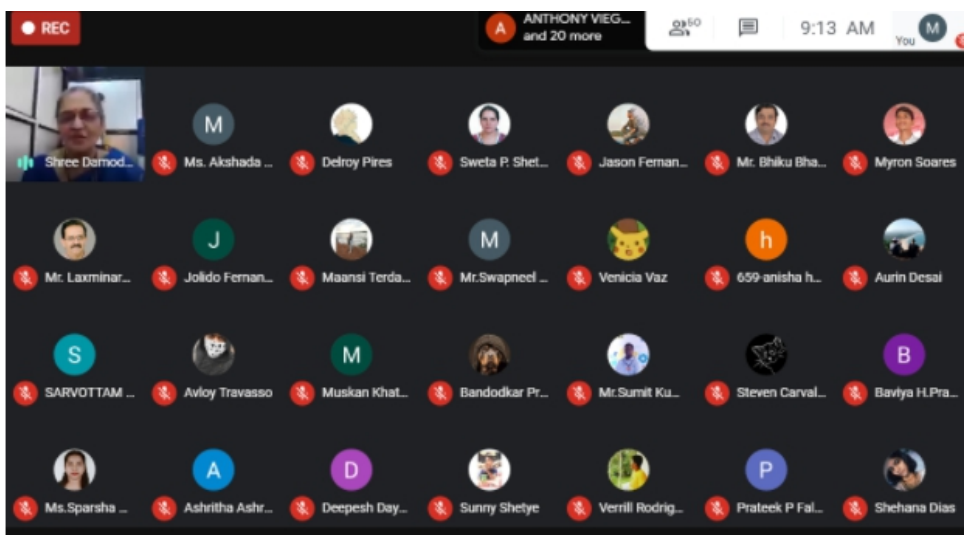 REC
A
ANTHONY VIEG...
and 20 more
50
9:13 AM
You
M
Shree Damod...
M
Ms. Akshada ...
Delroy Pires
Sweta P. Shet...
Jason Fernan...
Mr. Bhiku Bha...
Myron Soares
Mr. Laxminar...
J
Jolido Fernan...
Maansi Terda...
M
Mr.Swapneel ...
Venicia Vaz
h
659-anisha h...
Aurin Desai
S
SARVOTTAM ...
Avloy Travasso
M
Muskan Khat...
Bandodkar Pr...
Mr.Sumit Ku...
Steven Carval...
B
Baviya H.Pra...
Ms.Sparsha ...
A
Ashritha Ashr...
D
Deepesh Day...
Sunny Shetye
Verrill Rodrig...
P
Prateek P Fal...
Shehana Dias